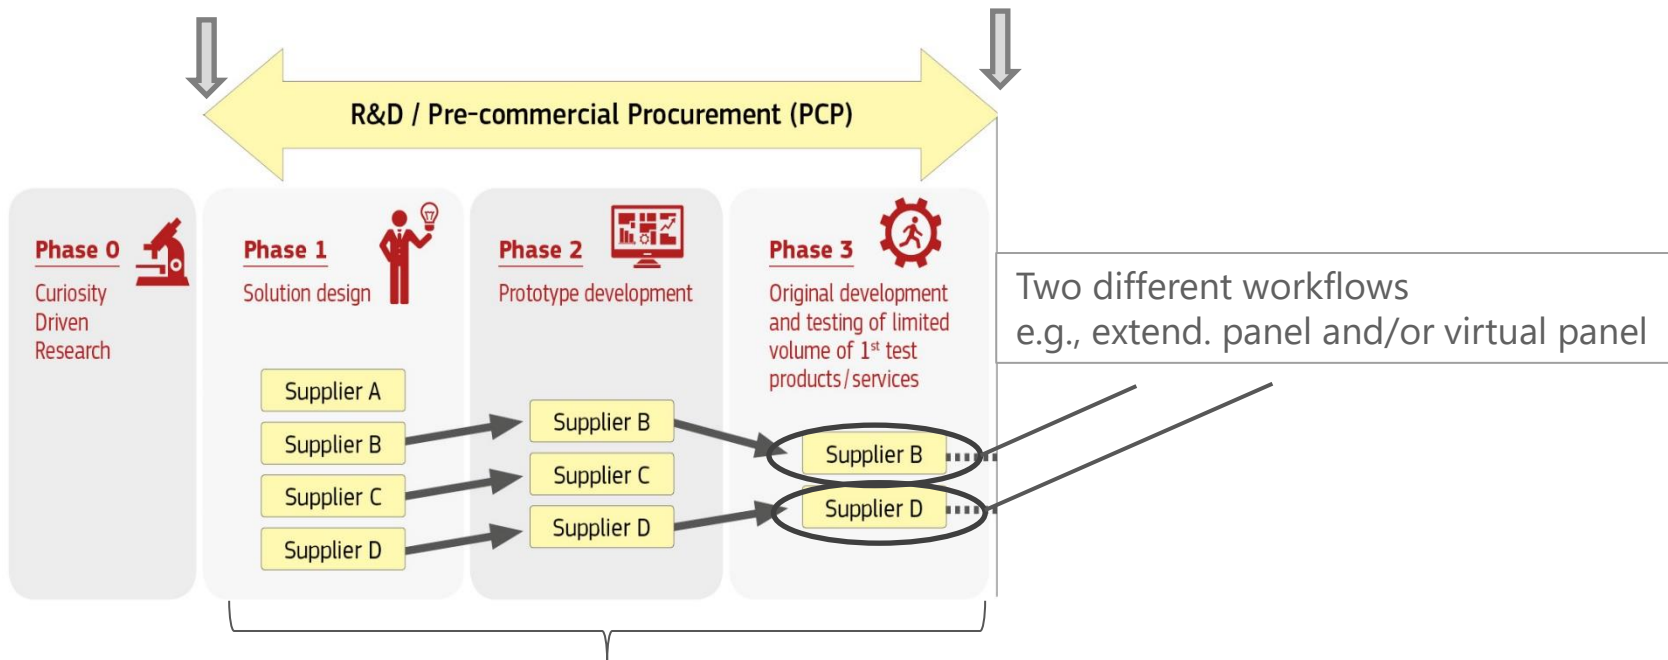 R&D / Pre-commercial Procurement (PCP)
Phase 0
Curiosity
Driven
Research
Phase 1
Solution design
Supplier A
Supplier B
Supplier C
Supplier D
Phase 2
Prototype development
Supplier B
Supplier C
Supplier D
Phase 3
Original development
and testing of limited
volume of 1st test
products/services
Supplier B
Supplier D
Two different workflows
e.g., extend. panel and/or virtual panel